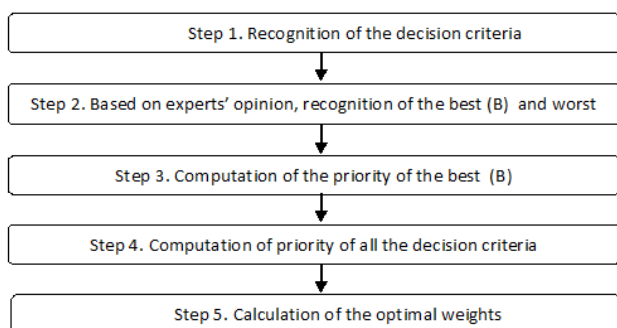 Step 1. Recognition of the decision criteria
Step 2. Based on experts' opinion, recognition of the best (B) and worst
Step 3. Computation of the priority of the best (B)
Step 4. Computation of priority of all the decision criteria
Step 5. Calculation of the optimal weights